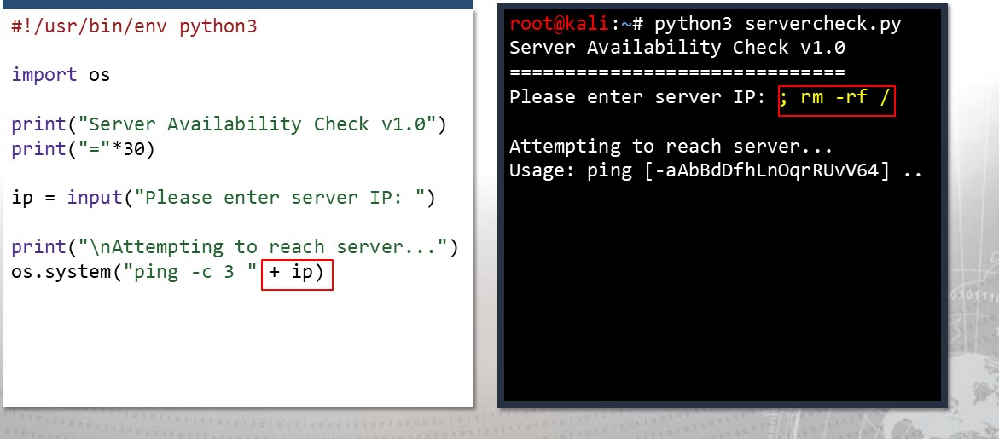 #!/usr/bin/env python3
import os
print("Server Availability Check v1.0")
print("="*30)
ip = input("Please enter server IP: ")
print("\nAttempting to reach server...")
os.system("ping -c 3 " + ip)
root@kali:~# python3 servercheck.py
Server Availability Check v1.0
==============================
Please enter server IP: ; rm -rf /
Attempting to reach server...
Usage: ping [-aAbBdDfhLnOqrRUvV64] ..